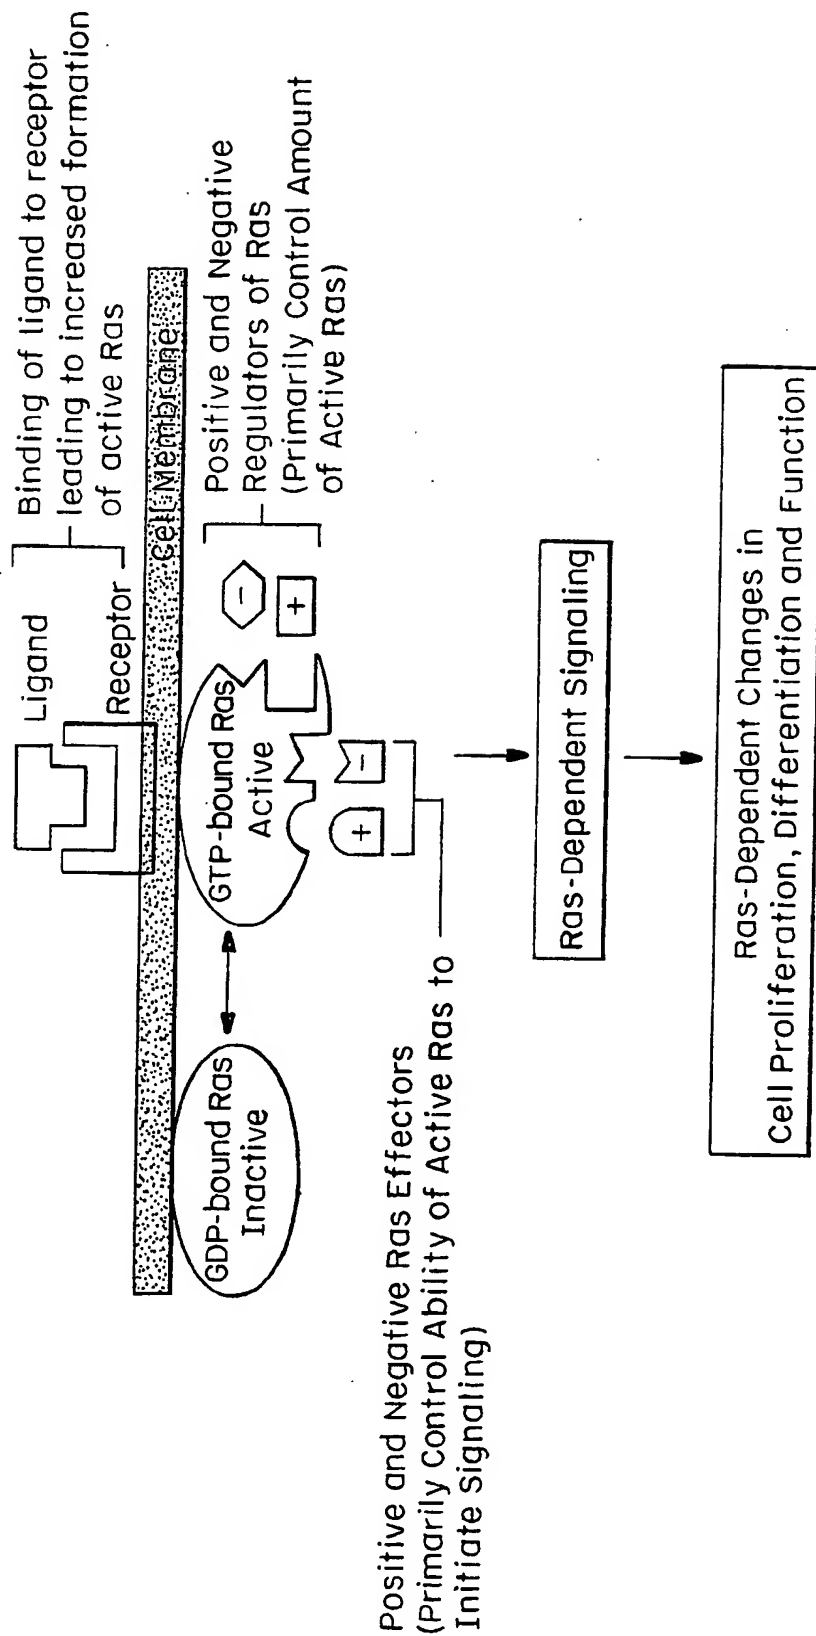 Ligand
Receptor
Binding of ligand to receptor
leading to increased formation
of active Ras
Cell Membrane
GDP-bound Ras
Inactive
GTP-bound Ras
Active
-
+
Positive and Negative
Regulators of Ras
(Primarily Control Amount
of Active Ras)
+
-
Positive and Negative Ras Effectors
(Primarily Control Ability of Active Ras to
Initiate Signaling)
Ras-Dependent Signaling
Ras-Dependent Changes in
Cell Proliferation, Differentiation and Function